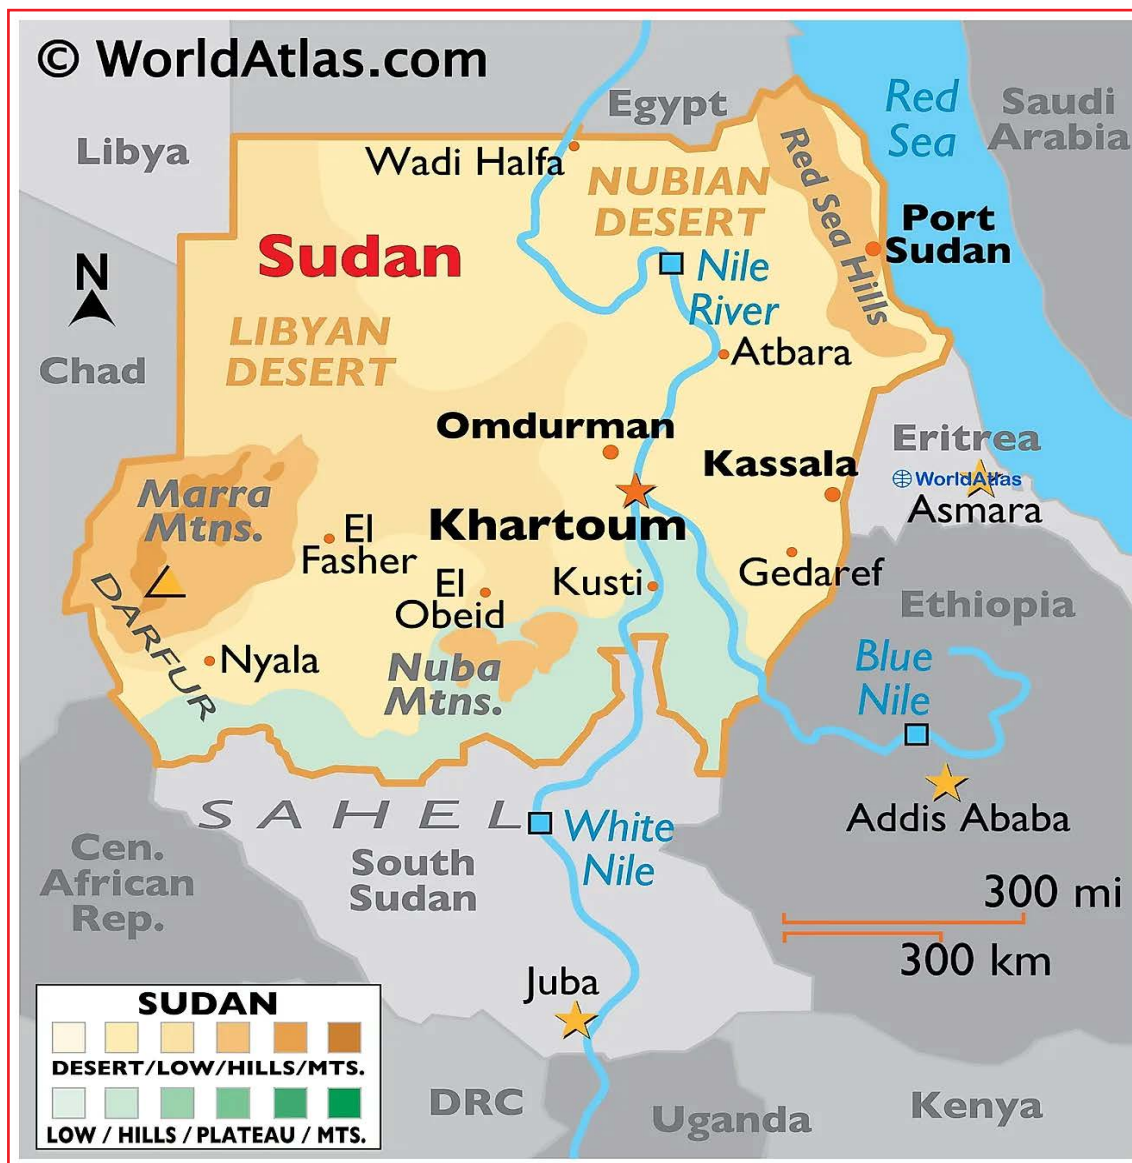 © WorldAtlas.com
Egypt
Red
Sea
Saudi
Arabia
Libya
Wadi Halfa
NUBIAN
DESERT
Red Sea Hills
Port
Sudan
Sudan
N
Nile
River
LIBYAN
DESERT
Chad
Atbara
Omdurman
Eritrea
Kassala
WorldAtlas
Asmara
Marra
Mtns.
Khartoum
El
Fasher
El
Obeid
Kusti
Gedaref
Ethiopia
DARFUR
Nyala
Nuba
Mtns.
Blue
Nile
SAHEL
White
Nile
Addis Ababa
Cen.
African
Rep.
South
Sudan
300 mi
300 km
Juba
SUDAN
DESERT/LOW/HILLS/MTS.
LOW / HILLS / PLATEAU / MTS.
DRC
Uganda
Kenya